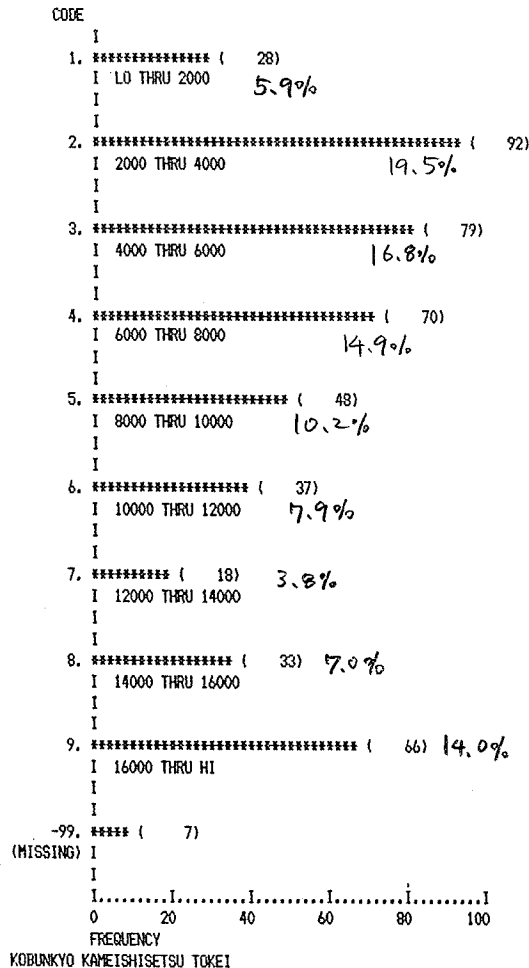 CODE
I
1. *************** ( 28)
I LO THRU 2000 5.9%
I
I
2. *********************************************** ( 92)
I 2000 THRU 4000 19.5%
I
I
3. ***************************************** ( 79)
I 4000 THRU 6000 16.8%
I
I
4. ************************************ ( 70)
I 6000 THRU 8000 14.9%
I
I
5. ************************* ( 48)
I 8000 THRU 10000 10.2%
I
I
6. ******************** ( 37)
I 10000 THRU 12000 7.9%
I
I
7. ********** ( 18) 3.8%
I 12000 THRU 14000
I
I
8. ****************** ( 33) 7.0%
I 14000 THRU 16000
I
I
9. ********************************** ( 66) 14.0%
I 16000 THRU HI
I
I
-99. ***** ( 7)
(MISSING) I
I
I.........I.........I.........I.........I.........I
0 20 40 60 80 100
FREQUENCY
KOBUNKYO KAMEISHISETSU TOKEI